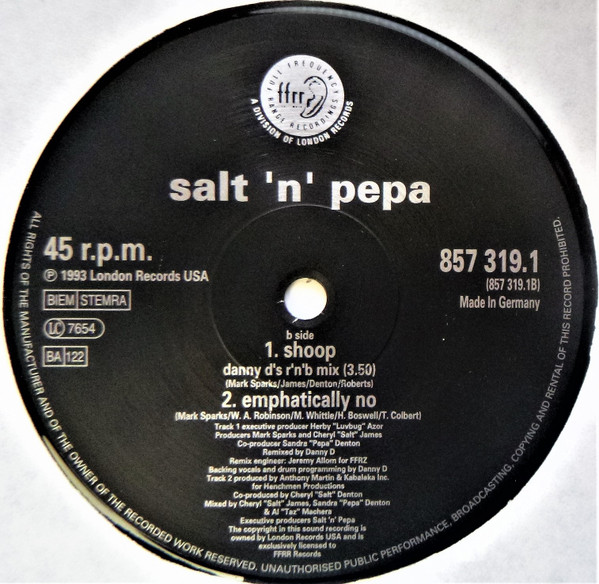 FULL FREQUENCY
ffrr
RANGE RECORDINGS
A DIVISION OF LONDON RECORDS
salt 'n' pepa
45 r.p.m.
℗ 1993 London Records USA
BIEM STEMRA
LC 7654
BA 122
857 319.1
(857 319.1B)
Made In Germany
b side
1. shoop
danny d's r'n'b mix (3.50)
(Mark Sparks/James/Denton/Roberts)
2. emphatically no
(Mark Sparks/W. A. Robinson/M. Whittle/H. Boswell/T. Colbert)
Track 1 executive producer Herby "Luvbug" Azor
Producers Mark Sparks and Cheryl "Salt" James
Co-producer Sandra "Pepa" Denton
Remixed by Danny D
Remix engineer: Jeremy Allom for FFRZ
Backing vocals and drum programming by Danny D
Track 2 produced by Anthony Martin & Kabalaka Inc.
for Henchmen Productions
Co-produced by Cheryl "Salt" Denton
Mixed by Cheryl "Salt" James, Sandra "Pepa" Denton
& Al "Taz" Machera
Executive producers Salt 'n' Pepa
The copyright in this sound recording is
owned by London Records USA and is
exclusively licensed to
FFRR Records
ALL RIGHTS OF THE MANUFACTURER AND OF THE OWNER OF THE RECORDED WORK RESERVED. UNAUTHORISED PUBLIC PERFORMANCE, BROADCASTING, COPYING AND RENTAL OF THIS RECORD PROHIBITED.